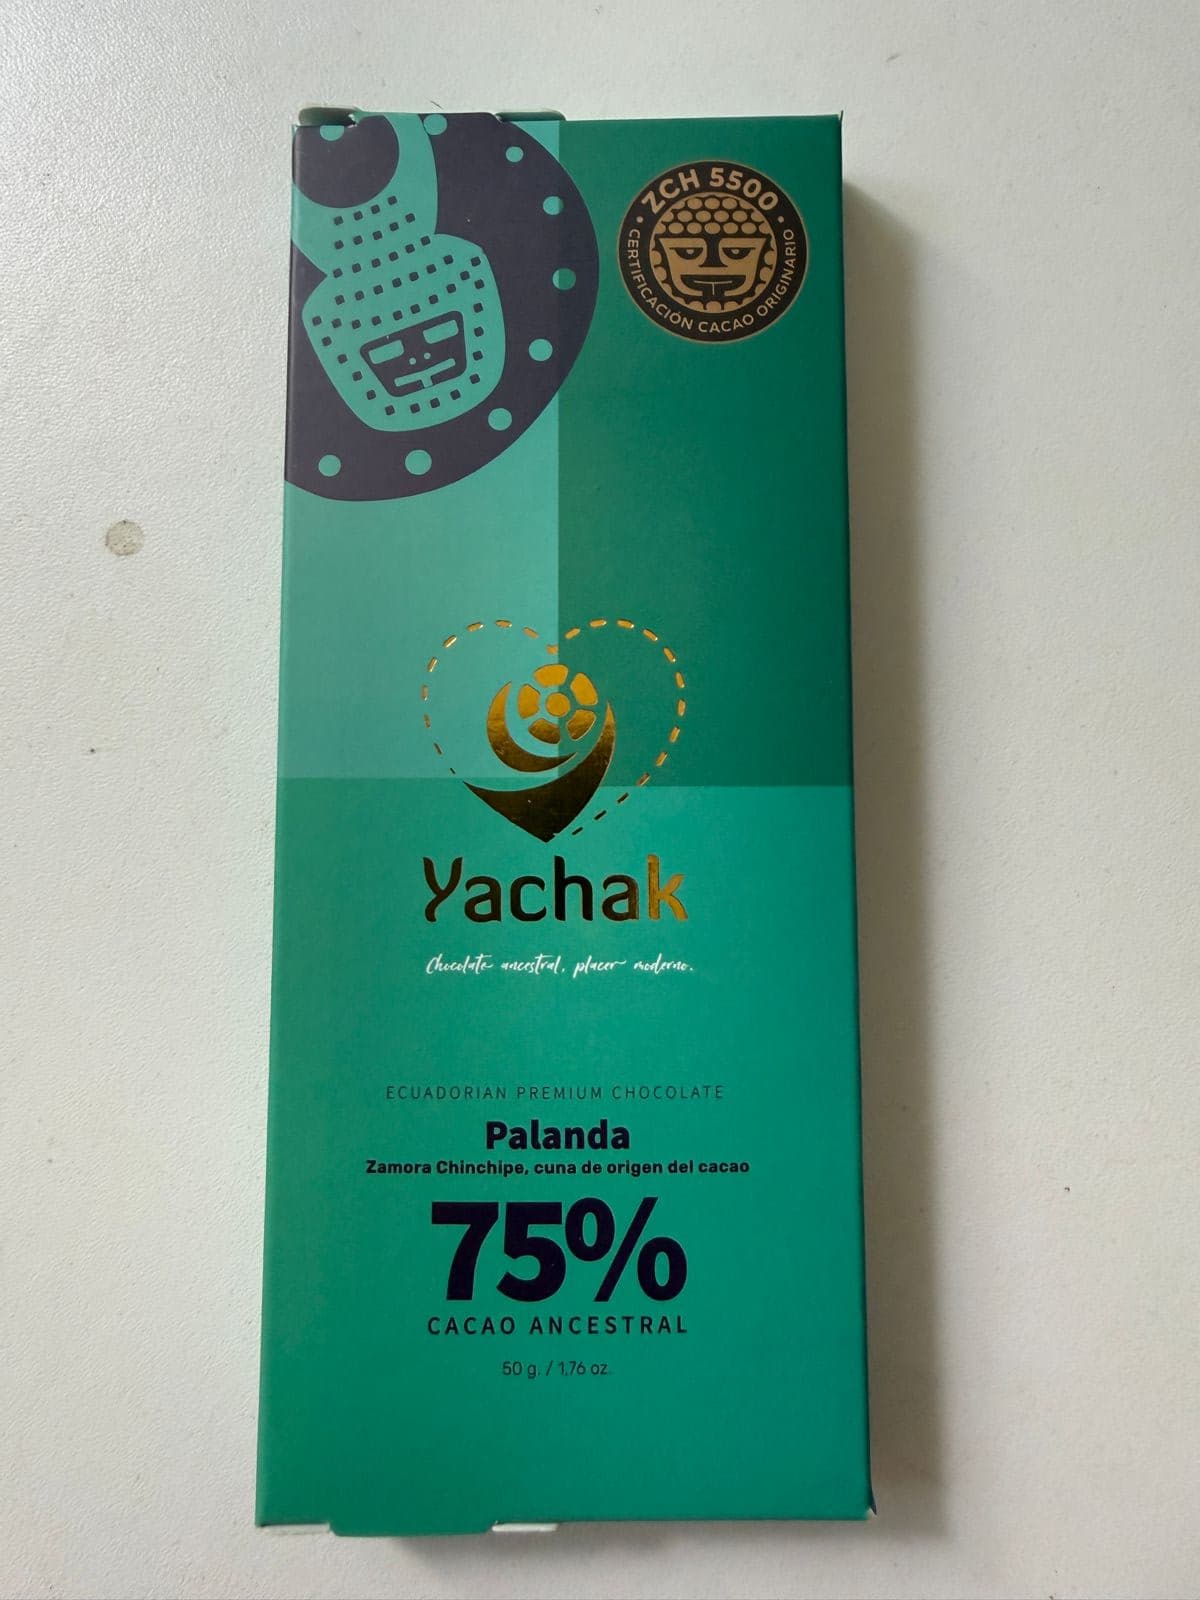 ZCH 5500
CERTIFICACIÓN CACAO ORIGINARIO
Yachak
Chocolate ancestral, placer moderno.
ECUADORIAN PREMIUM CHOCOLATE
Palanda
Zamora Chinchipe, cuna de origen del cacao
75%
CACAO ANCESTRAL
50 g. / 1,76 oz.